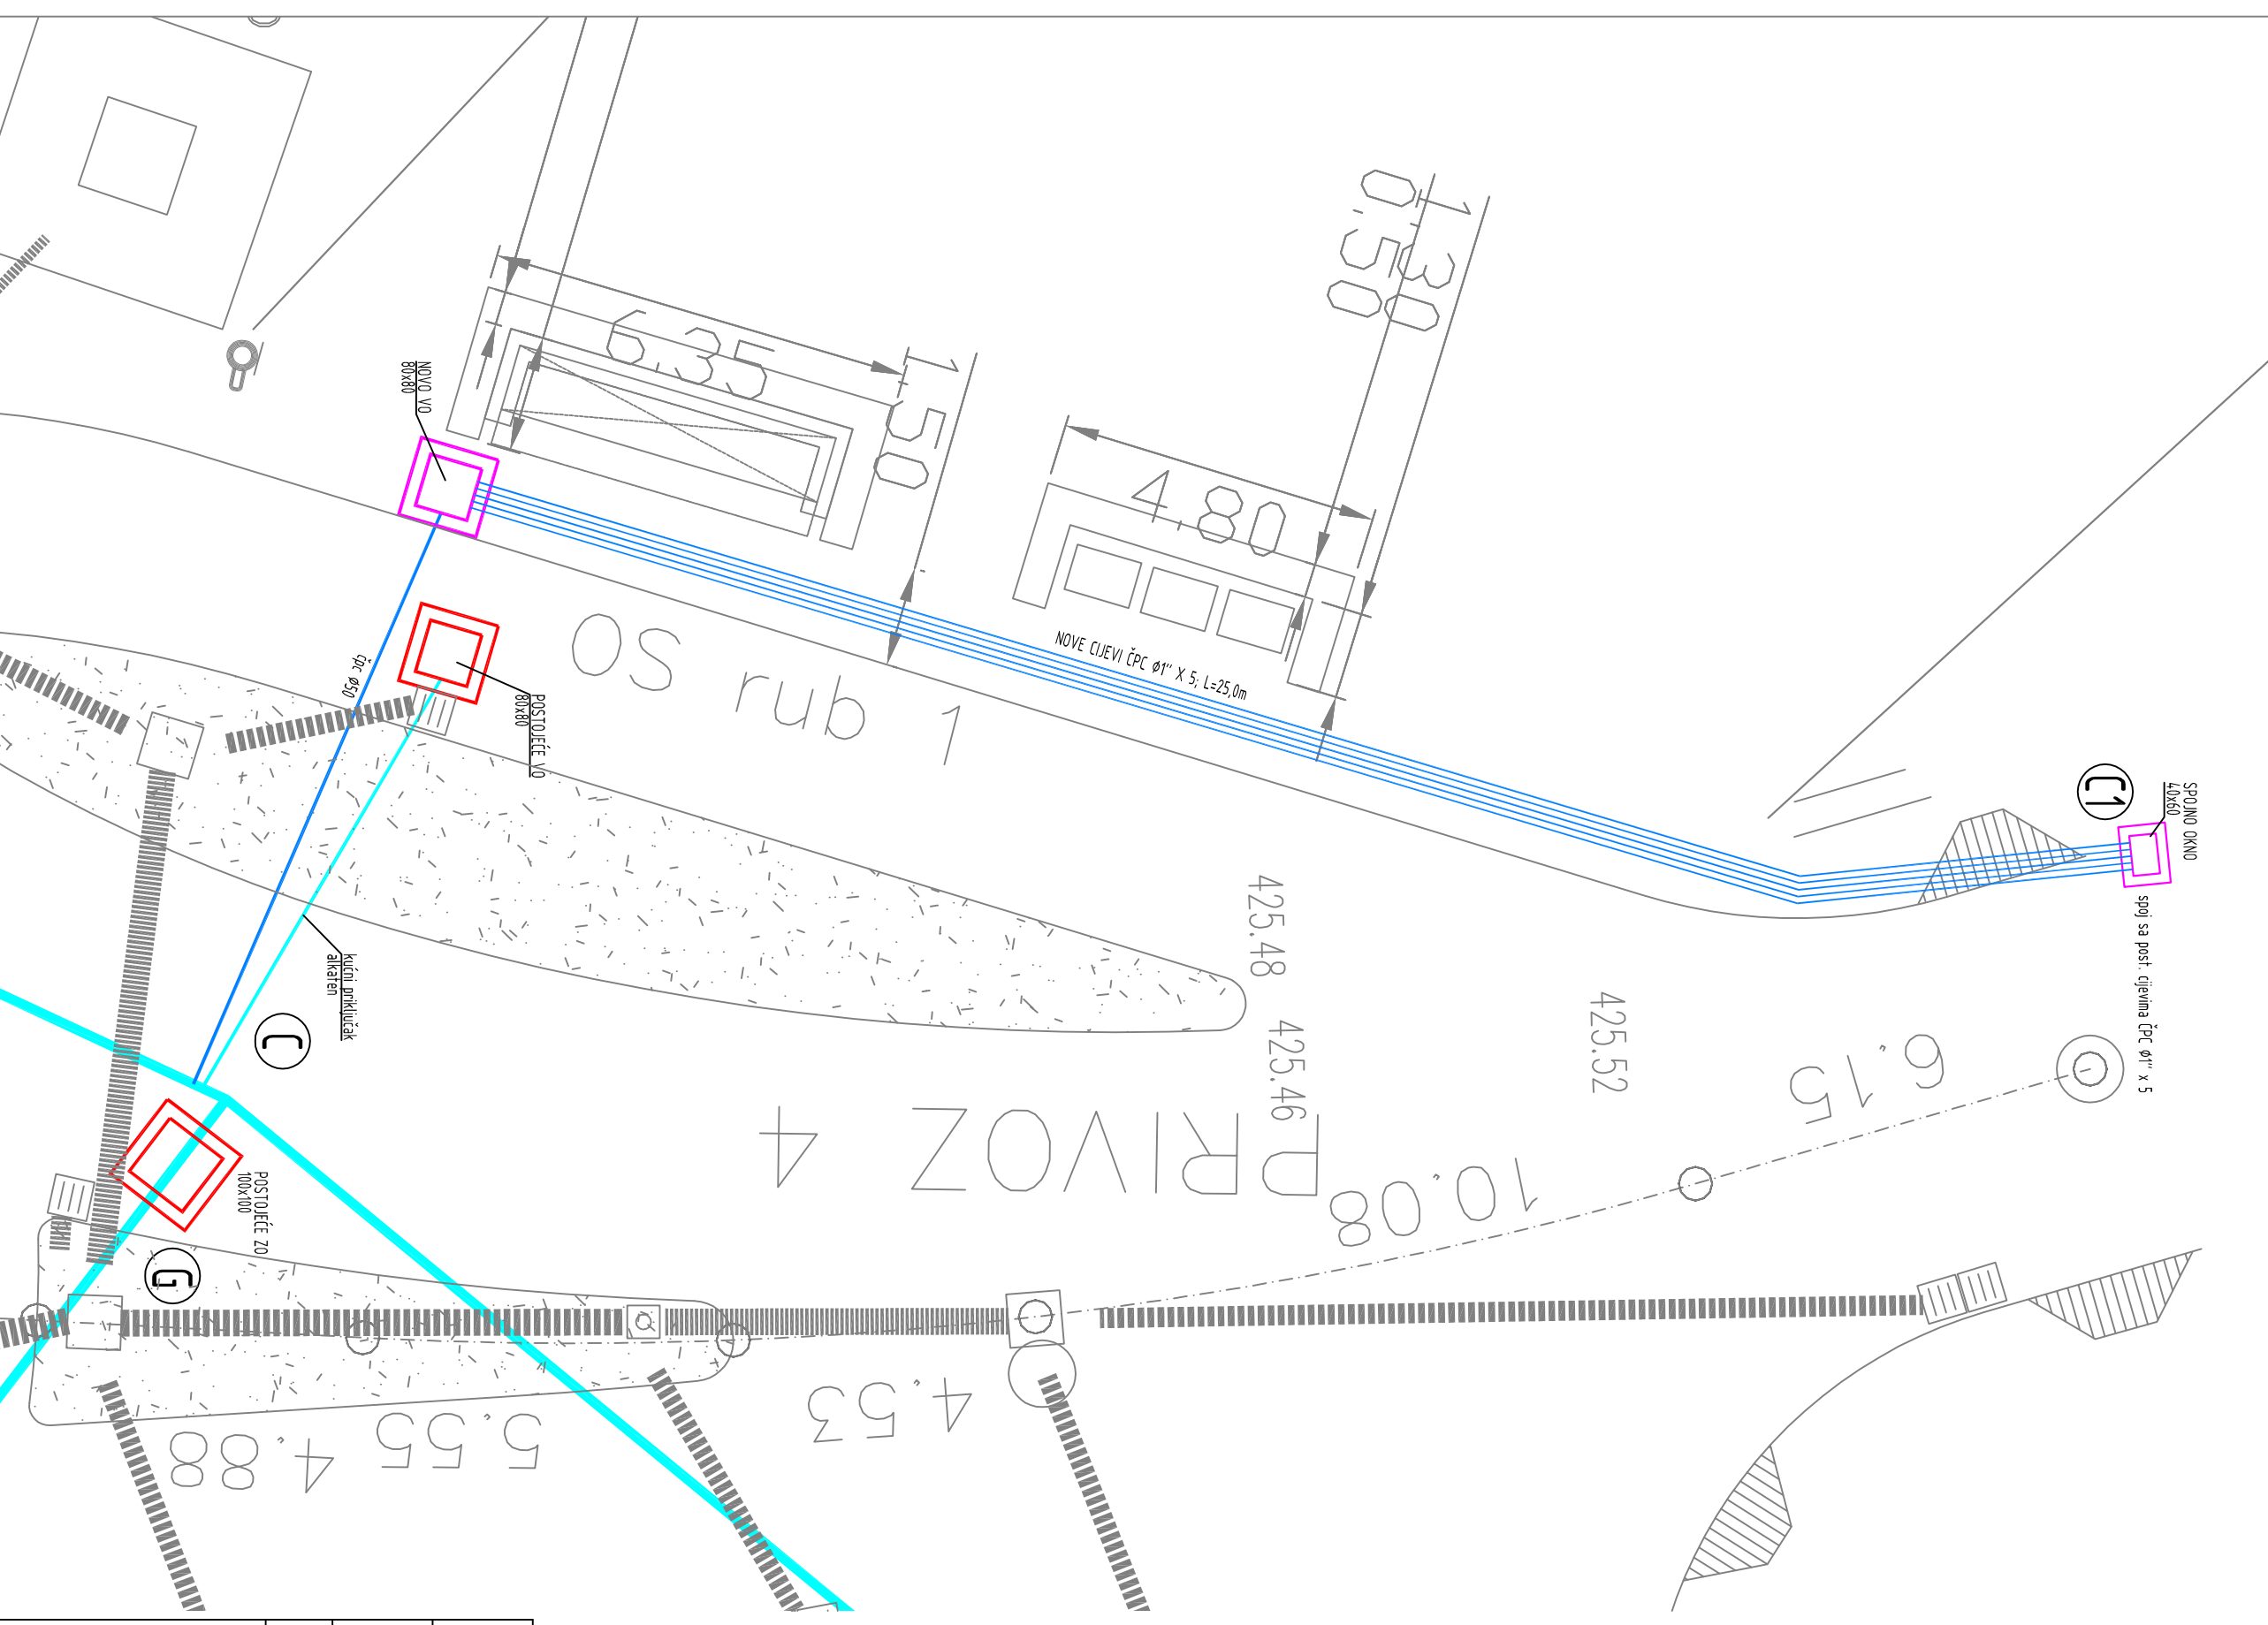 0.50
1.30
6.35
1.50
4.80
NOVO VO
80x80
POSTOJEĆE VO
80x80
NOVE CIJEVI ČPC ø1" X 5; L=25,0m
C1
SPOJNO OKNO
40x60
spoj sa post. cijevima ČPC ø1" x 5
čpc ø50
1 qnu SO
kućni priključak
alkaten
C
425.48
425.46
425.52
6.15
10.08
PRIVOZ 4
POSTOJEĆE ZO
100x100
G
4.53
5.55
4.88